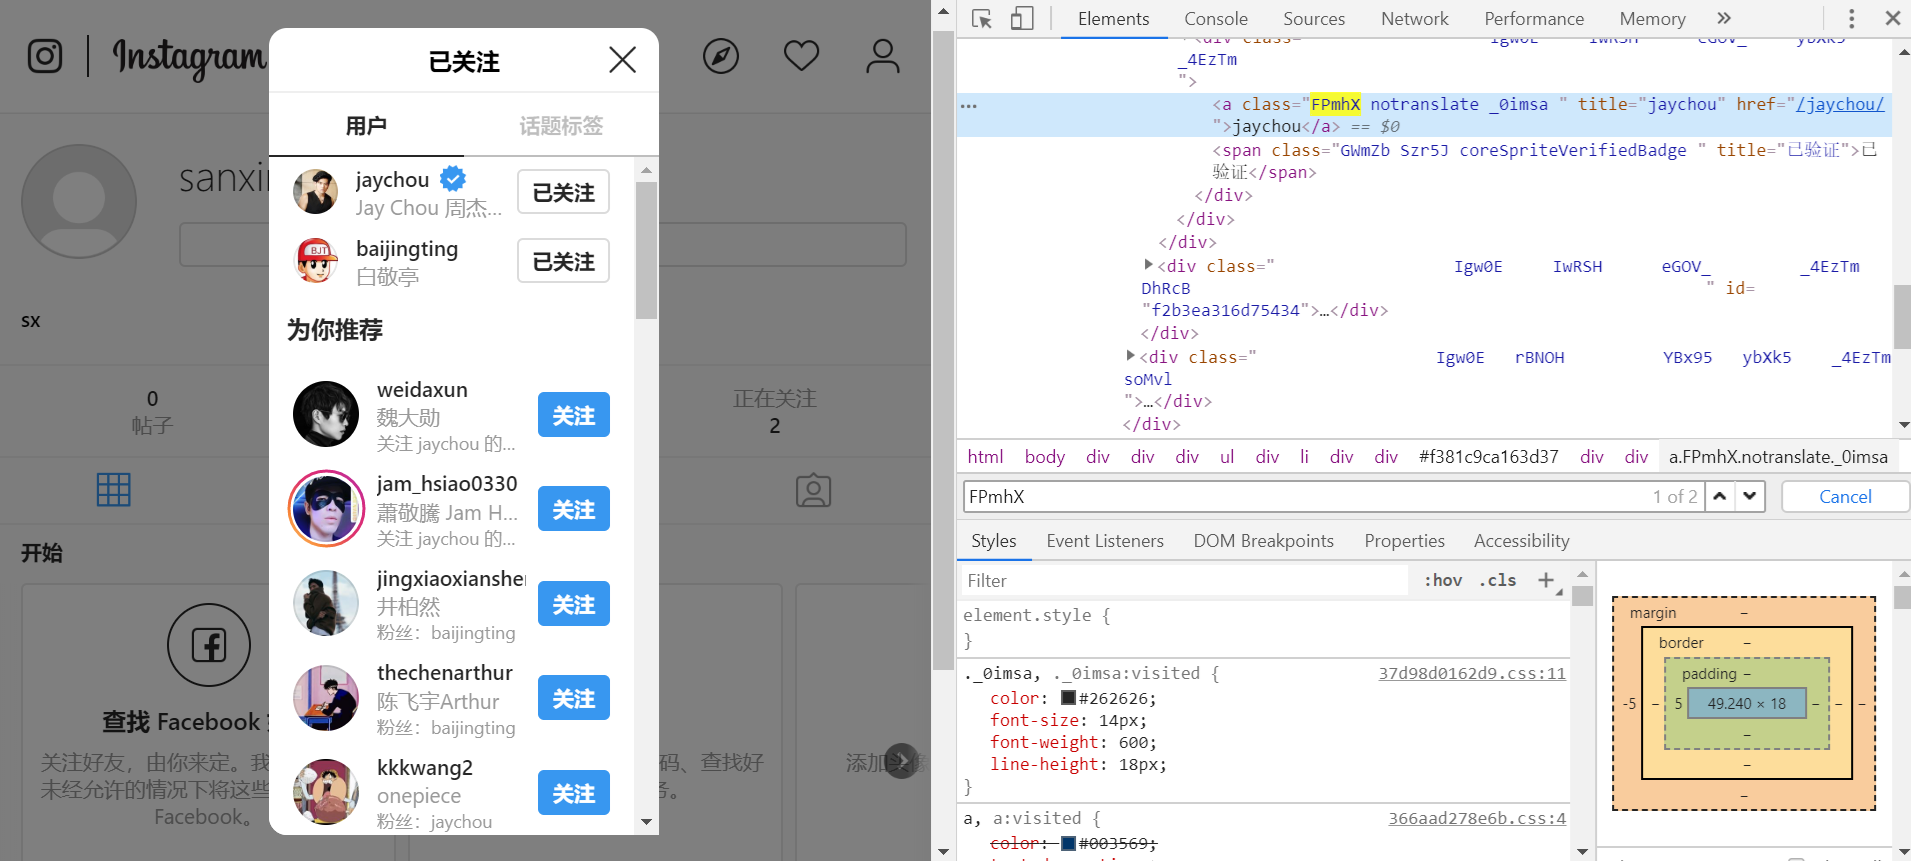 Instagram
sanxin
sx
0
帖子
正在关注
2
开始
查找 Facebook
关注好友，由你来定。我
未经允许的情况下将这些
Facebook。
码、查找好
务。
已关注
用户
话题标签
jaychou
Jay Chou 周杰...
已关注
baijingting
白敬亭
已关注
BJT
为你推荐
weidaxun
魏大勋
关注 jaychou 的...
关注
jam_hsiao0330
蕭敬騰 Jam H...
关注 jaychou 的...
关注
jingxiaoxianshen
井柏然
粉丝：baijingting
关注
thechenarthur
陈飞宇Arthur
粉丝：baijingting
关注
kkkwang2
onepiece
粉丝：jaychou
关注
Elements Console Sources Network Performance Memory »
<div class=" Igw0E IwRSH eGOV_ ybXk5
_4EzTm
">
<a class="FPmhX notranslate _0imsa " title="jaychou" href="/jaychou/
">jaychou</a> == $0
<span class="GWmZb Szr5J coreSpriteVerifiedBadge " title="已验证">已
验证</span>
</div>
</div>
</div>
<div class=" Igw0E IwRSH eGOV_ _4EzTm
DhRcB " id=
"f2b3ea316d75434">…</div>
</div>
<div class=" Igw0E rBNOH YBx95 ybXk5 _4EzTm
soMvl
">…</div>
</div>
html body div div div ul div li div div #f381c9ca163d37 div div a.FPmhX.notranslate._0imsa
FPmhX 1 of 2 Cancel
Styles Event Listeners DOM Breakpoints Properties Accessibility
Filter :hov .cls +
element.style {
}
._0imsa, ._0imsa:visited { 37d98d0162d9.css:11
color: #262626;
font-size: 14px;
font-weight: 600;
line-height: 18px;
}
a, a:visited { 366aad278e6b.css:4
color: #003569;
margin –
border –
padding –
-5 – 5 49.240 × 18 – – –
–
–
–